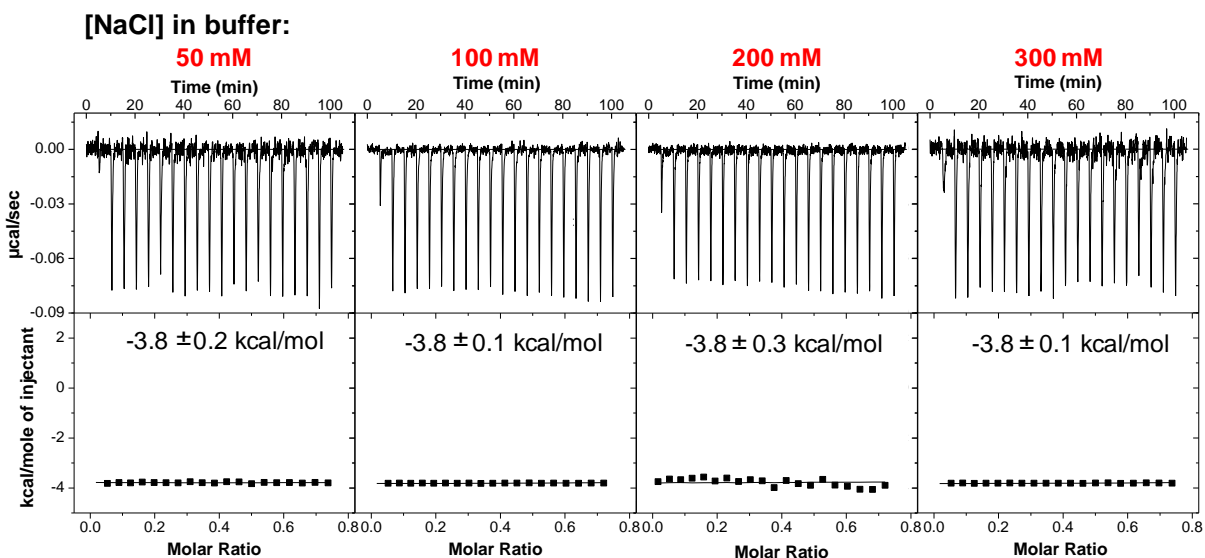 [NaCl] in buffer:
50 mM 100 mM 200 mM 300 mM
Time (min) Time (min) Time (min) Time (min)
0 20 40 60 80 100 0 20 40 60 80 100 0 20 40 60 80 100 0 20 40 60 80 100
µcal/sec
0.00
-0.03
-0.06
-0.09
-3.8 ±0.2 kcal/mol -3.8 ± 0.1 kcal/mol -3.8 ± 0.3 kcal/mol -3.8 ± 0.1 kcal/mol
kcal/mole of injectant
2
0
-2
-4
0.0 0.2 0.4 0.6 0.8 0.0 0.2 0.4 0.6 0.8 0.0 0.2 0.4 0.6 0.8 0.0 0.2 0.4 0.6 0.8
Molar Ratio Molar Ratio Molar Ratio Molar Ratio